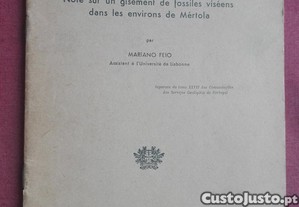 Note sur un gisement de fossiles viséens
dans les environs de Mértola
par
MARIANO FEIO
Assistent à l'Université de Lisbonne
Custojusto.pt